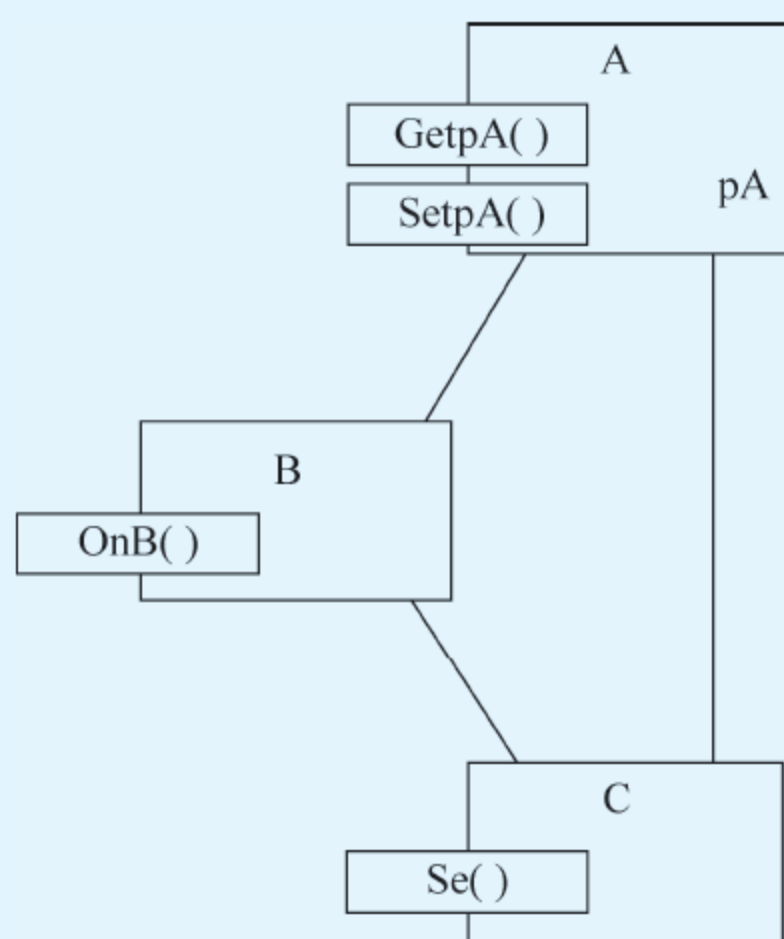 A
GetpA( )
pA
SetpA( )
B
OnB( )
C
Se( )